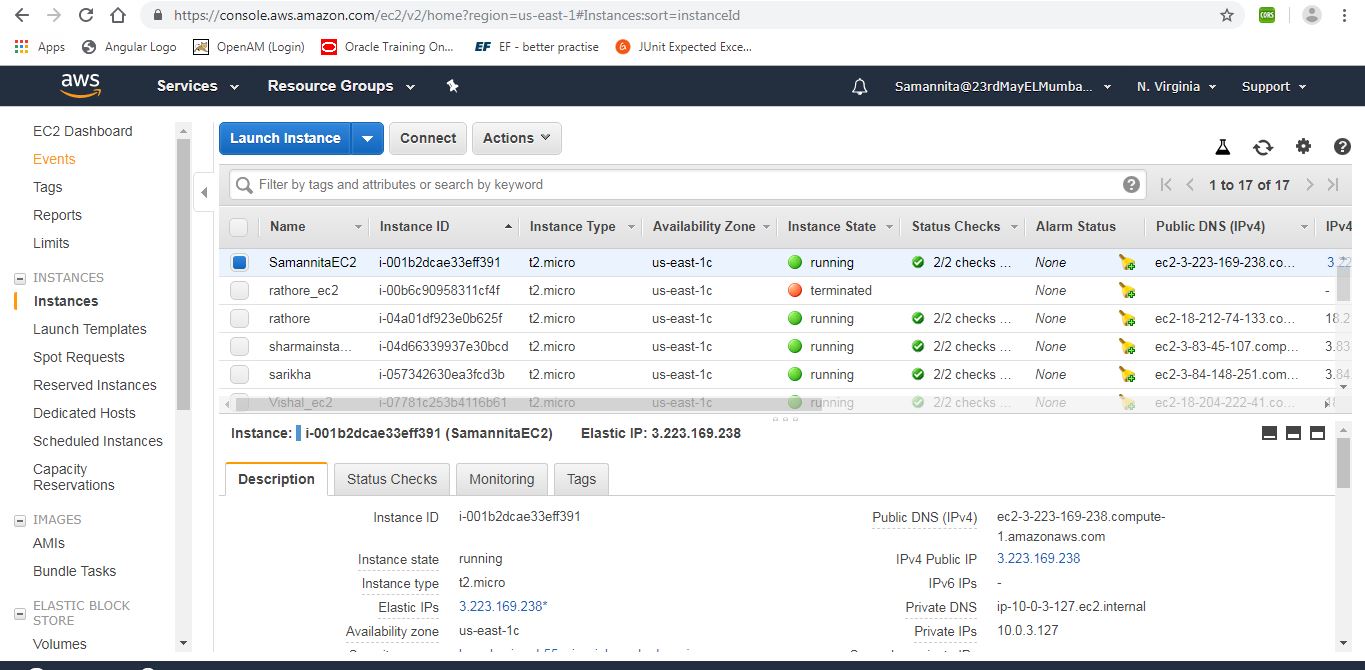 https://console.aws.amazon.com/ec2/v2/home?region=us-east-1#Instances:sort=instanceId
CORS
Apps Angular Logo OpenAM (Login) Oracle Training On... EF EF - better practise JUnit Expected Exce...
aws Services Resource Groups Samannita@23rdMayELMumba... N. Virginia Support
EC2 Dashboard
Events
Tags
Reports
Limits
INSTANCES
Instances
Launch Templates
Spot Requests
Reserved Instances
Dedicated Hosts
Scheduled Instances
Capacity
Reservations
IMAGES
AMIs
Bundle Tasks
ELASTIC BLOCK
STORE
Volumes
Launch Instance Connect Actions
Filter by tags and attributes or search by keyword 1 to 17 of 17
Name Instance ID Instance Type Availability Zone Instance State Status Checks Alarm Status Public DNS (IPv4) IPv4
SamannitaEC2 i-001b2dcae33eff391 t2.micro us-east-1c running 2/2 checks ... None ec2-3-223-169-238.co... 3.22
rathore_ec2 i-00b6c90958311cf4f t2.micro us-east-1c terminated None -
rathore i-04a01df923e0b625f t2.micro us-east-1c running 2/2 checks ... None ec2-18-212-74-133.co... 18.2
sharmainsta... i-04d66339937e30bcd t2.micro us-east-1c running 2/2 checks ... None ec2-3-83-45-107.comp... 3.83
sarikha i-057342630ea3fcd3b t2.micro us-east-1c running 2/2 checks ... None ec2-3-84-148-251.com... 3.84
Vishal_ec2 i-07781c253b4116b61 t2.micro us-east-1c running 2/2 checks ... None ec2-18-204-222-41.co...
Instance: i-001b2dcae33eff391 (SamannitaEC2) Elastic IP: 3.223.169.238
Description Status Checks Monitoring Tags
Instance ID i-001b2dcae33eff391
Instance state running
Instance type t2.micro
Elastic IPs 3.223.169.238*
Availability zone us-east-1c
Public DNS (IPv4) ec2-3-223-169-238.compute-
1.amazonaws.com
IPv4 Public IP 3.223.169.238
IPv6 IPs -
Private DNS ip-10-0-3-127.ec2.internal
Private IPs 10.0.3.127